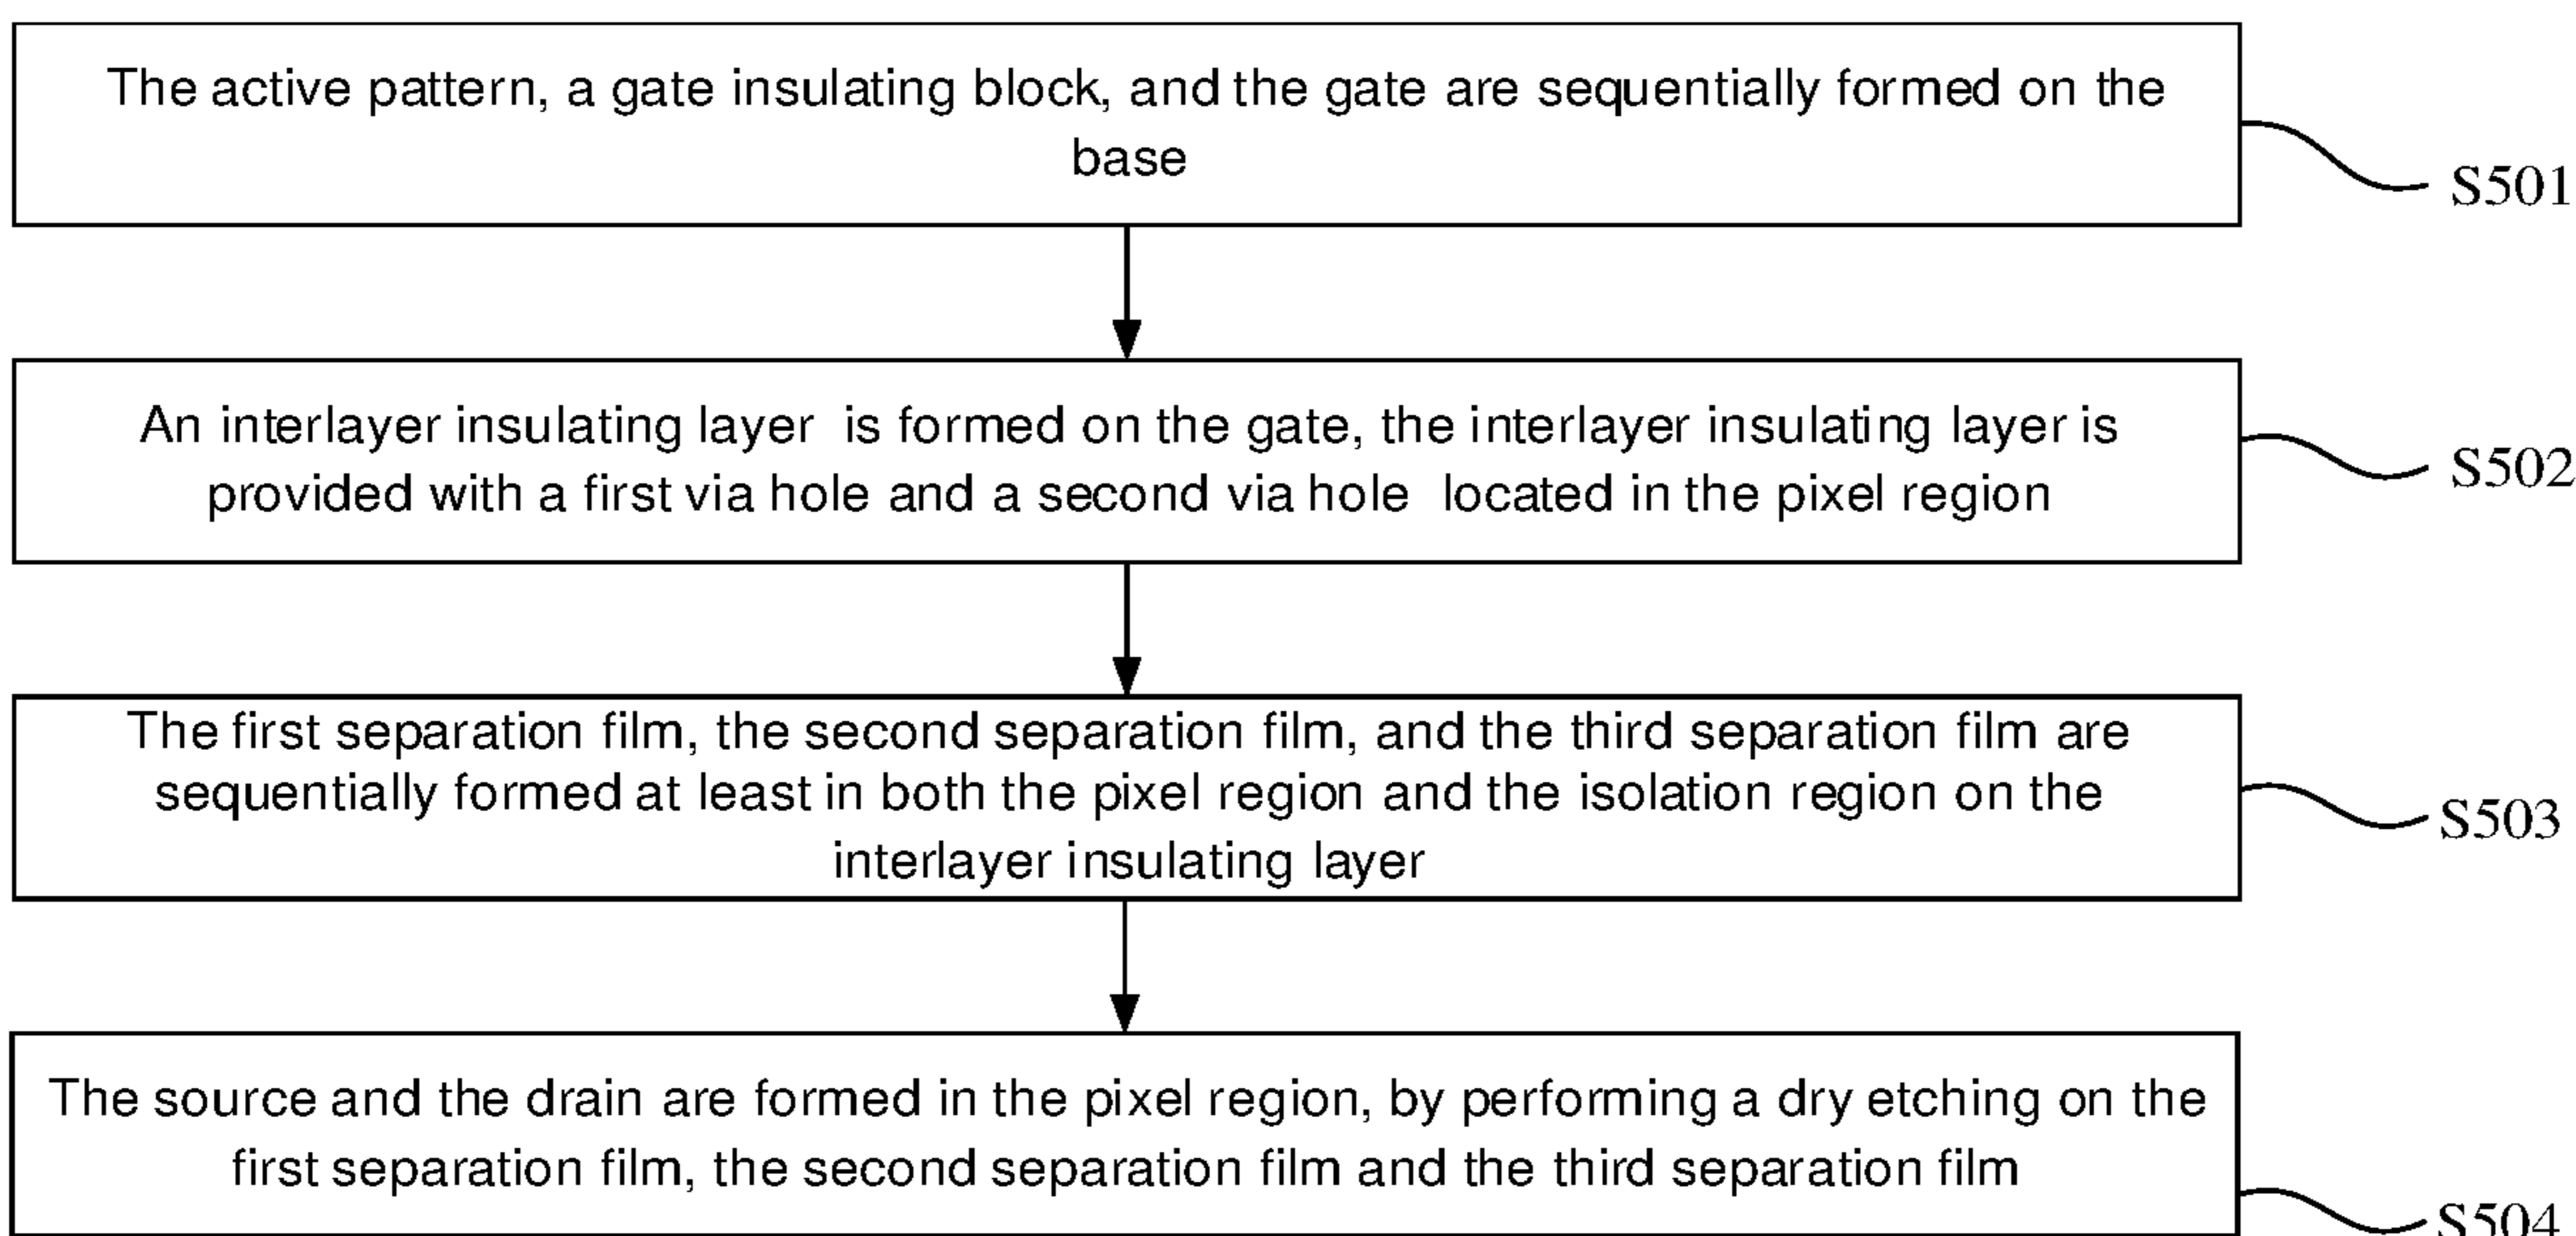 The active pattern, a gate insulating block, and the gate are sequentially formed on the
base
S501
An interlayer insulating layer is formed on the gate, the interlayer insulating layer is
provided with a first via hole and a second via hole located in the pixel region
S502
The first separation film, the second separation film, and the third separation film are
sequentially formed at least in both the pixel region and the isolation region on the
interlayer insulating layer
S503
The source and the drain are formed in the pixel region, by performing a dry etching on the
first separation film, the second separation film and the third separation film
S504